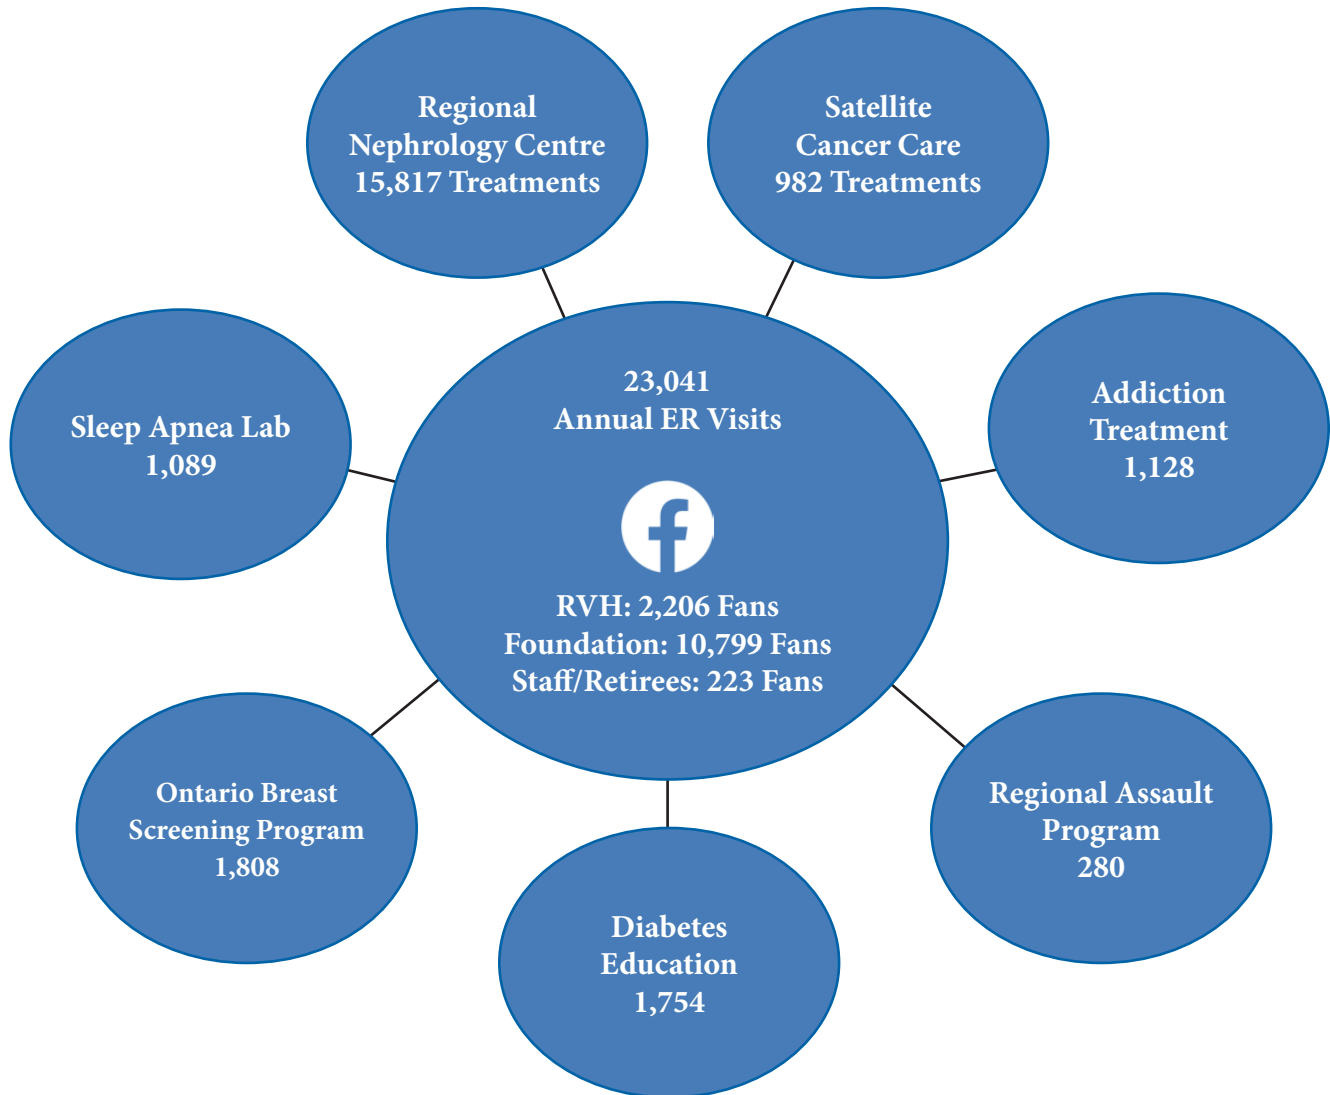 Regional
Nephrology Centre
15,817 Treatments
Satellite
Cancer Care
982 Treatments
Sleep Apnea Lab
1,089
23,041
Annual ER Visits
RVH: 2,206 Fans
Foundation: 10,799 Fans
Staff/Retirees: 223 Fans
Addiction
Treatment
1,128
Ontario Breast
Screening Program
1,808
Diabetes
Education
1,754
Regional Assault
Program
280